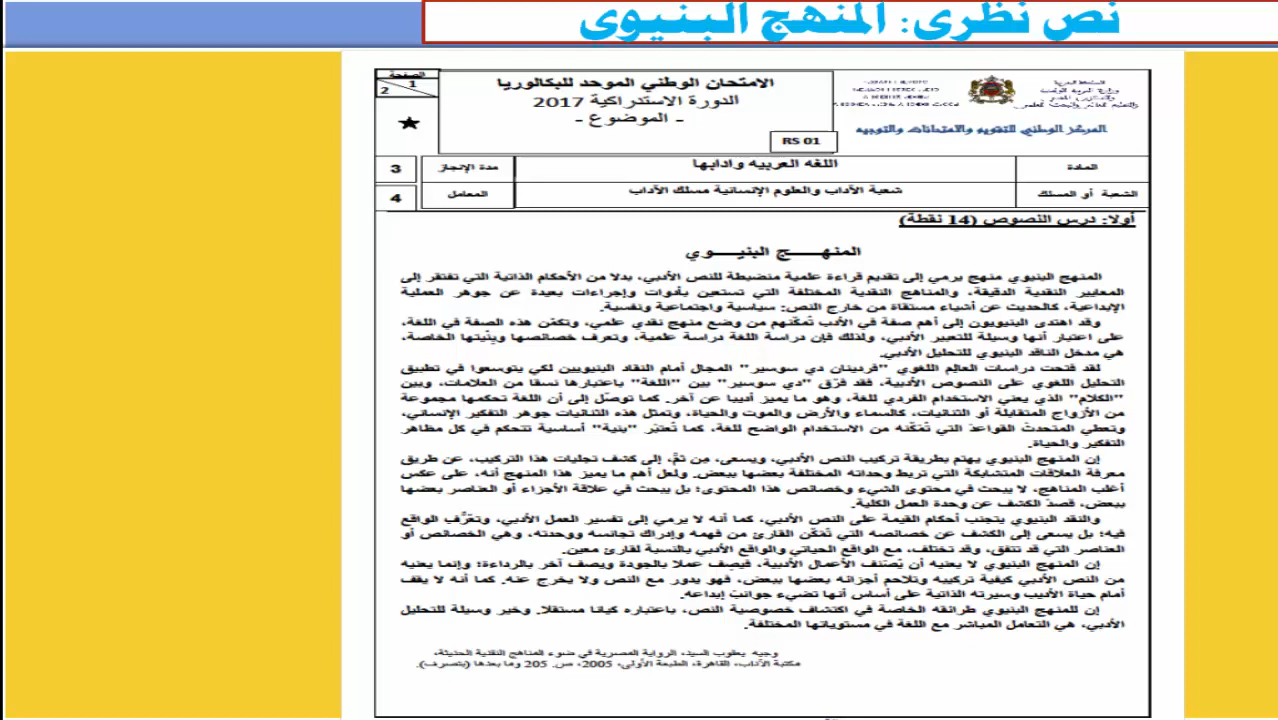 نص نظري: المنهج البنيوي
الصفحة
1
2
الامتحان الوطني الموحد للبكالوريا
الدورة الاستدراكية 2017
- الموضوع -
RS 01
المركز الوطني للتقويم والامتحانات والتوجيه
المادة
اللغة العربية وآدابها
مدة الإنجاز
3
الشعبة أو المسلك
شعبة الآداب والعلوم الإنسانية مسلك الآداب
المعامل
4
أولا: درس النصوص (14 نقطة)
المنهــــج البنيــــوي
المنهج البنيوي منهج يرمي إلى تقديم قراءة علمية منضبطة للنص الأدبي، بدلا من الأحكام الذاتية التي تفتقر إلى
المعايير النقدية الدقيقة، والمناهج النقدية المختلفة التي تستعين بأدوات وإجراءات بعيدة عن جوهر العملية
الإبداعية، كالحديث عن أشياء مستقاة من خارج النص: سياسية واجتماعية ونفسية.
وقد اهتدى البنيويون إلى أهم صفة في الأدب تُمكّنهم من وضع منهج نقدي علمي، وتكمُن هذه الصفة في اللغة،
على اعتبار أنها وسيلة للتعبير الأدبي، ولذلك فإن دراسة اللغة دراسة علمية، وتعرف خصائصها وبِنْيتها الخاصة،
هي مدخل الناقد البنيوي للتحليل الأدبي.
لقد فتحت دراسات العالِم اللغوي "فردينان دي سوسير" المجال أمام النقاد البنيويين لكي يتوسعوا في تطبيق
التحليل اللغوي على النصوص الأدبية، فقد فرّق "دي سوسير" بين "اللغة" باعتبارها نسقا من العلامات، وبين
"الكلام" الذي يعني الاستخدام الفردي للغة، وهو ما يميز أديبا عن آخر. كما توصّل إلى أن اللغة تحكمها مجموعة
من الأزواج المتقابلة أو الثنائيات، كالسماء والأرض والموت والحياة، وتمثل هذه الثنائيات جوهر التفكير الإنساني،
وتعطي المتحدث القواعدَ التي تُمَكّنه من الاستخدام الواضح للغة، كما تُعتبَر "بنية" أساسية تتحكم في كل مظاهر
التفكير والحياة.
إن المنهج البنيوي يهتم بطريقة تركيب النص الأدبي، ويسعى، مِن ثَمَّ، إلى كشف تجليات هذا التركيب، عن طريق
معرفة العلاقات المتشابكة التي تربط وحداته المختلفة بعضها ببعض. ولعل أهم ما يميز هذا المنهج أنه، على عكس
أغلب المناهج، لا يبحث في محتوى الشيء وخصائص هذا المحتوى؛ بل يبحث في علاقة الأجزاء أو العناصر بعضها
ببعض، قصدَ الكشف عن وحدة العمل الكلية.
والنقد البنيوي يتجنب أحكام القيمة على النص الأدبي، كما أنه لا يرمي إلى تفسير العمل الأدبي، وتعَرُّف الواقع
فيه؛ بل يسعى إلى الكشف عن خصائصه التي تُمَكّن القارئ من فهمه وإدراك تجانسه ووحدته، وهي الخصائص أو
العناصر التي قد تتفق، وقد تختلف، مع الواقع الحياتي والواقع الأدبي بالنسبة لقارئ معين.
إن المنهج البنيوي لا يعنيه أن يُصَنف الأعمال الأدبية، فيصف عملا بالجودة ويصف آخر بالرداءة؛ وإنما يعنيه
من النص الأدبي كيفية تركيبه وتلاحم أجزائه بعضها ببعض، فهو يدور مع النص ولا يخرج عنه. كما أنه لا يقف
أمام حياة الأديب وسيرته الذاتية على أساس أنها تضيء جوانب إبداعه.
إن للمنهج البنيوي طرائقه الخاصة في اكتشاف خصوصية النص، باعتباره كيانا مستقلا. وخير وسيلة للتحليل
الأدبي، هي التعامل المباشر مع اللغة في مستوياتها المختلفة.
وجيه يعقوب السيد، الرواية المصرية في ضوء المناهج النقدية الحديثة،
مكتبة الآداب، القاهرة، الطبعة الأولى، 2005، ص. 205 وما بعدها (بتصرف).